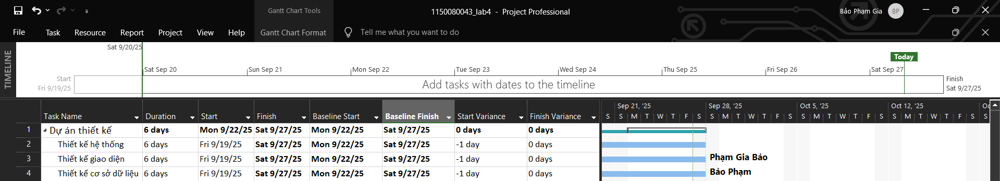 Gantt Chart Tools
1150080043_lab4 - Project Professional
Bảo Phạm Gia BP
File Task Resource Report Project View Help Gantt Chart Format Tell me what you want to do
TIMELINE
Sat 9/20/25
Today
Sat Sep 20 Sun Sep 21 Mon Sep 22 Tue Sep 23 Wed Sep 24 Thu Sep 25 Fri Sep 26 Sat Sep 27
Start
Fri 9/19/25
Add tasks with dates to the timeline
Finish
Sat 9/27/25
Sep 21, '25 Sep 28, '25 Oct 5, '25 Oct 12, '25 Oc
Task Name Duration Start Finish Baseline Start Baseline Finish Start Variance Finish Variance
S S M T W T F S S M T W T F S S M T W T F S S M T W T F S S
1 Dự án thiết kế 6 days Mon 9/22/25 Sat 9/27/25 Mon 9/22/25 Sat 9/27/25 0 days 0 days
2 Thiết kế hệ thống 6 days Fri 9/19/25 Sat 9/27/25 Mon 9/22/25 Sat 9/27/25 -1 day 0 days
3 Thiết kế giao diện 6 days Fri 9/19/25 Sat 9/27/25 Mon 9/22/25 Sat 9/27/25 -1 day 0 days Phạm Gia Bảo
4 Thiết kế cơ sở dữ liệu 6 days Fri 9/19/25 Sat 9/27/25 Mon 9/22/25 Sat 9/27/25 -1 day 0 days Bảo Phạm